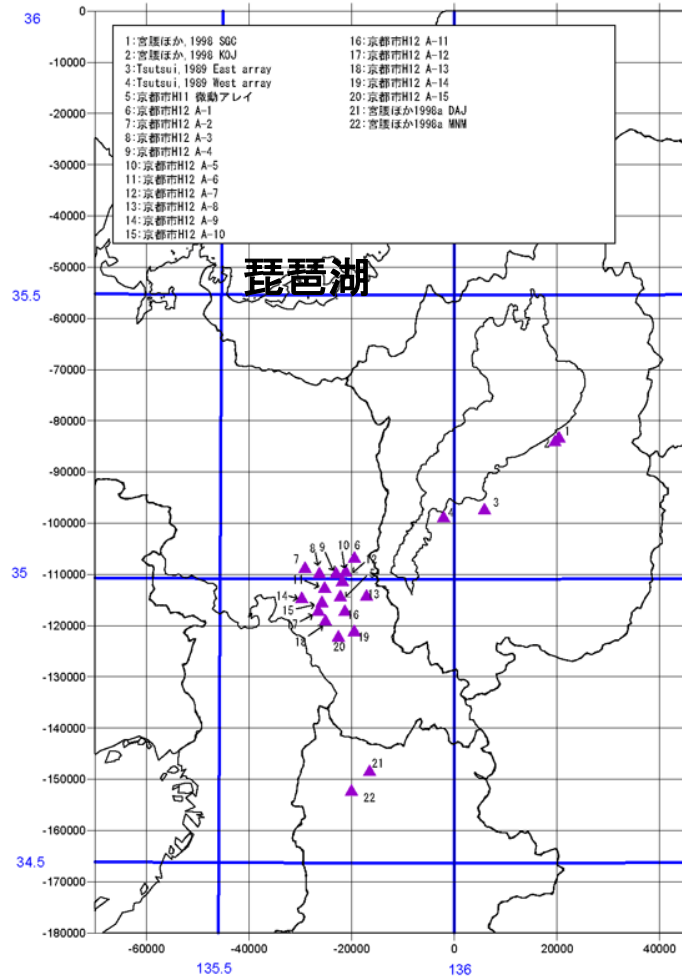 36
0
-10000
-20000
-30000
-40000
-50000
-60000
-70000
-80000
-90000
-100000
-110000
-120000
-130000
-140000
-150000
-160000
-170000
-180000
1:宮腰ほか,1998 SGC
2:宮腰ほか,1998 KOJ
3:Tsutsui,1989 East array
4:Tsutsui,1989 West array
5:京都市H11 微動アレイ
6:京都市H12 A-1
7:京都市H12 A-2
8:京都市H12 A-3
9:京都市H12 A-4
10:京都市H12 A-5
11:京都市H12 A-6
12:京都市H12 A-7
13:京都市H12 A-8
14:京都市H12 A-9
15:京都市H12 A-10
16:京都市H12 A-11
17:京都市H12 A-12
18:京都市H12 A-13
19:京都市H12 A-14
20:京都市H12 A-15
21:宮腰ほか1998a DAJ
22:宮腰ほか1998a MNM
琵琶湖
35.5
1
2
3
4
8 9 10 6
7
12
35
11
14
13
15
16
17
18
19
20
21
22
34.5
-60000 -40000 -20000 0 20000 40000
135.5 136